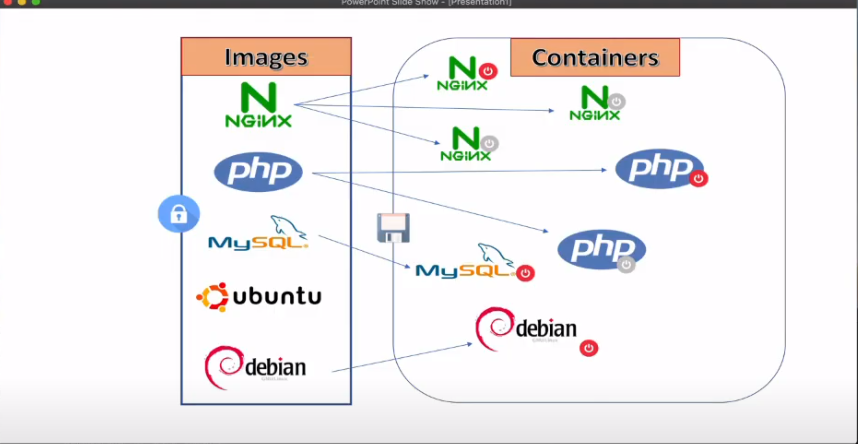 PowerPoint Slide Show - [Presentation1]
Images
Containers
NGINX
NGINX
NGINX
NGINX
php
php
MySQL
php
MySQL
ubuntu
debian
debian